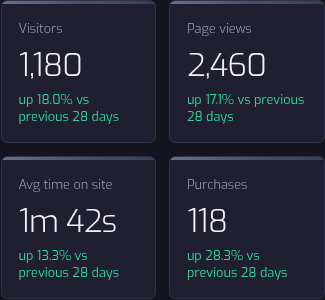 Visitors
1,180
up 18.0% vs
previous 28 days
Page views
2,460
up 17.1% vs previous
28 days
Avg time on site
1m 42s
up 13.3% vs
previous 28 days
Purchases
118
up 28.3% vs
previous 28 days